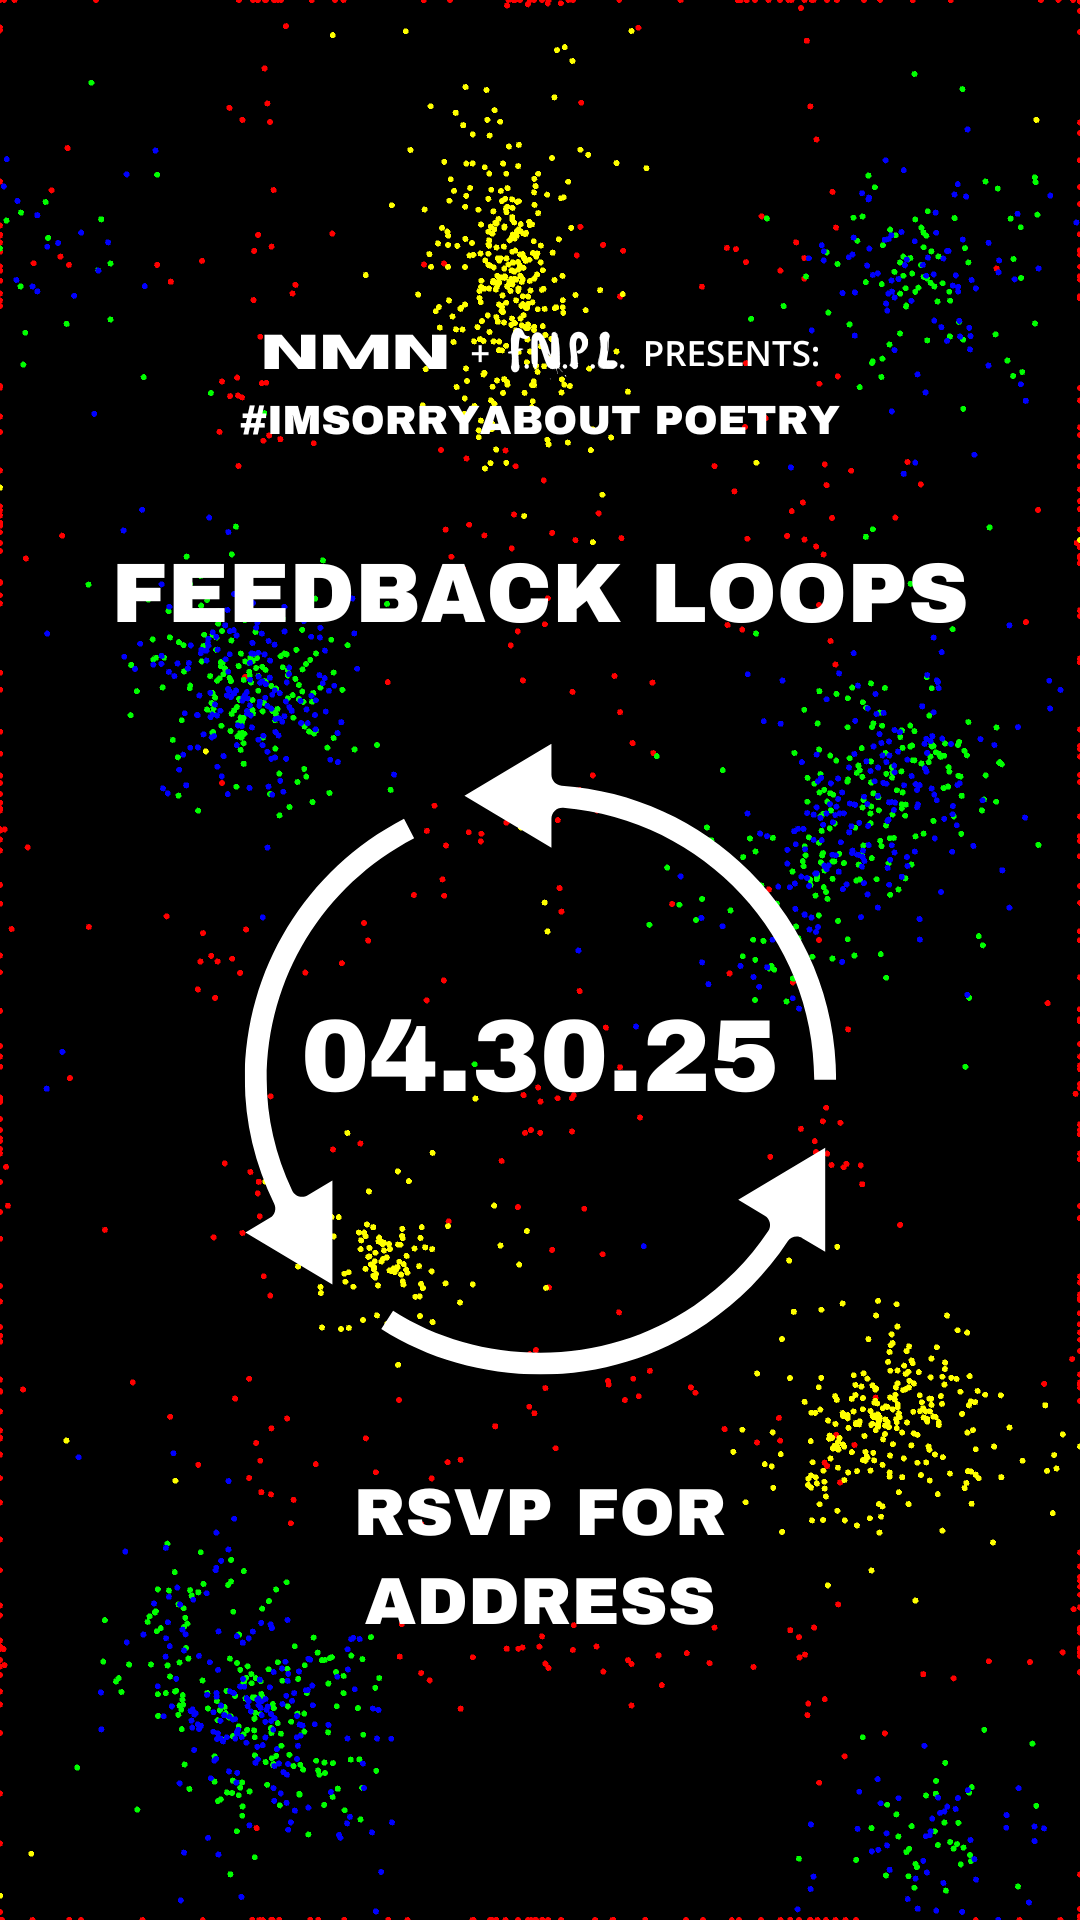 NMN + F.N.P.L. PRESENTS:
#IMSORRYABOUT POETRY
FEEDBACK LOOPS
04.30.25
RSVP FOR
ADDRESS